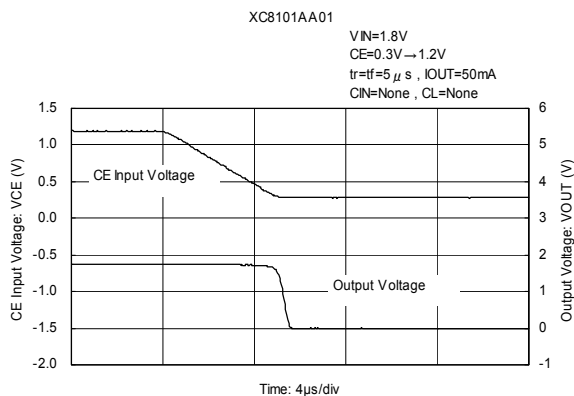 XC8101AA01
VIN=1.8V
CE=0.3V→1.2V
tr=tf=5μs , IOUT=50mA
CIN=None , CL=None
CE Input Voltage: VCE (V)
1.5
1.0
0.5
0.0
-0.5
-1.0
-1.5
-2.0
CE Input Voltage
Output Voltage
6
5
4
3
2
1
0
-1
Output Voltage: VOUT (V)
Time: 4μs/div